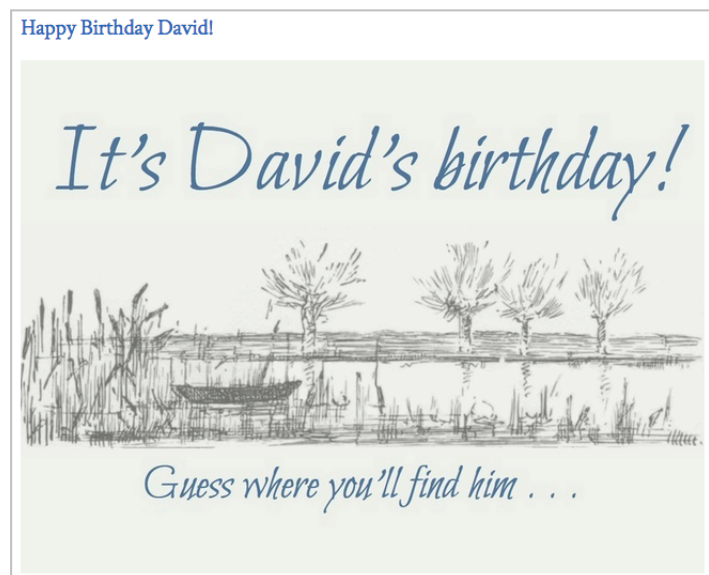 Happy Birthday David!
It's David's birthday!
Guess where you'll find him . . .